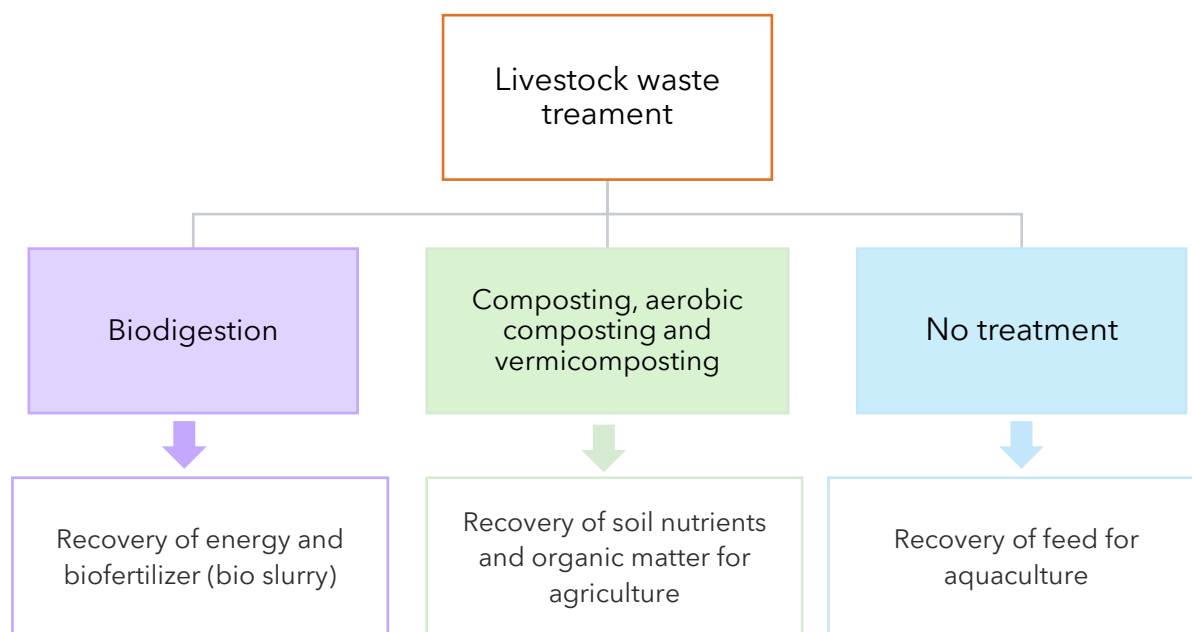 Livestock waste
treament
Biodigestion
Composting, aerobic
composting and
vermicomposting
No treatment
Recovery of energy and
biofertilizer (bio slurry)
Recovery of soil nutrients
and organic matter for
agriculture
Recovery of feed for
aquaculture